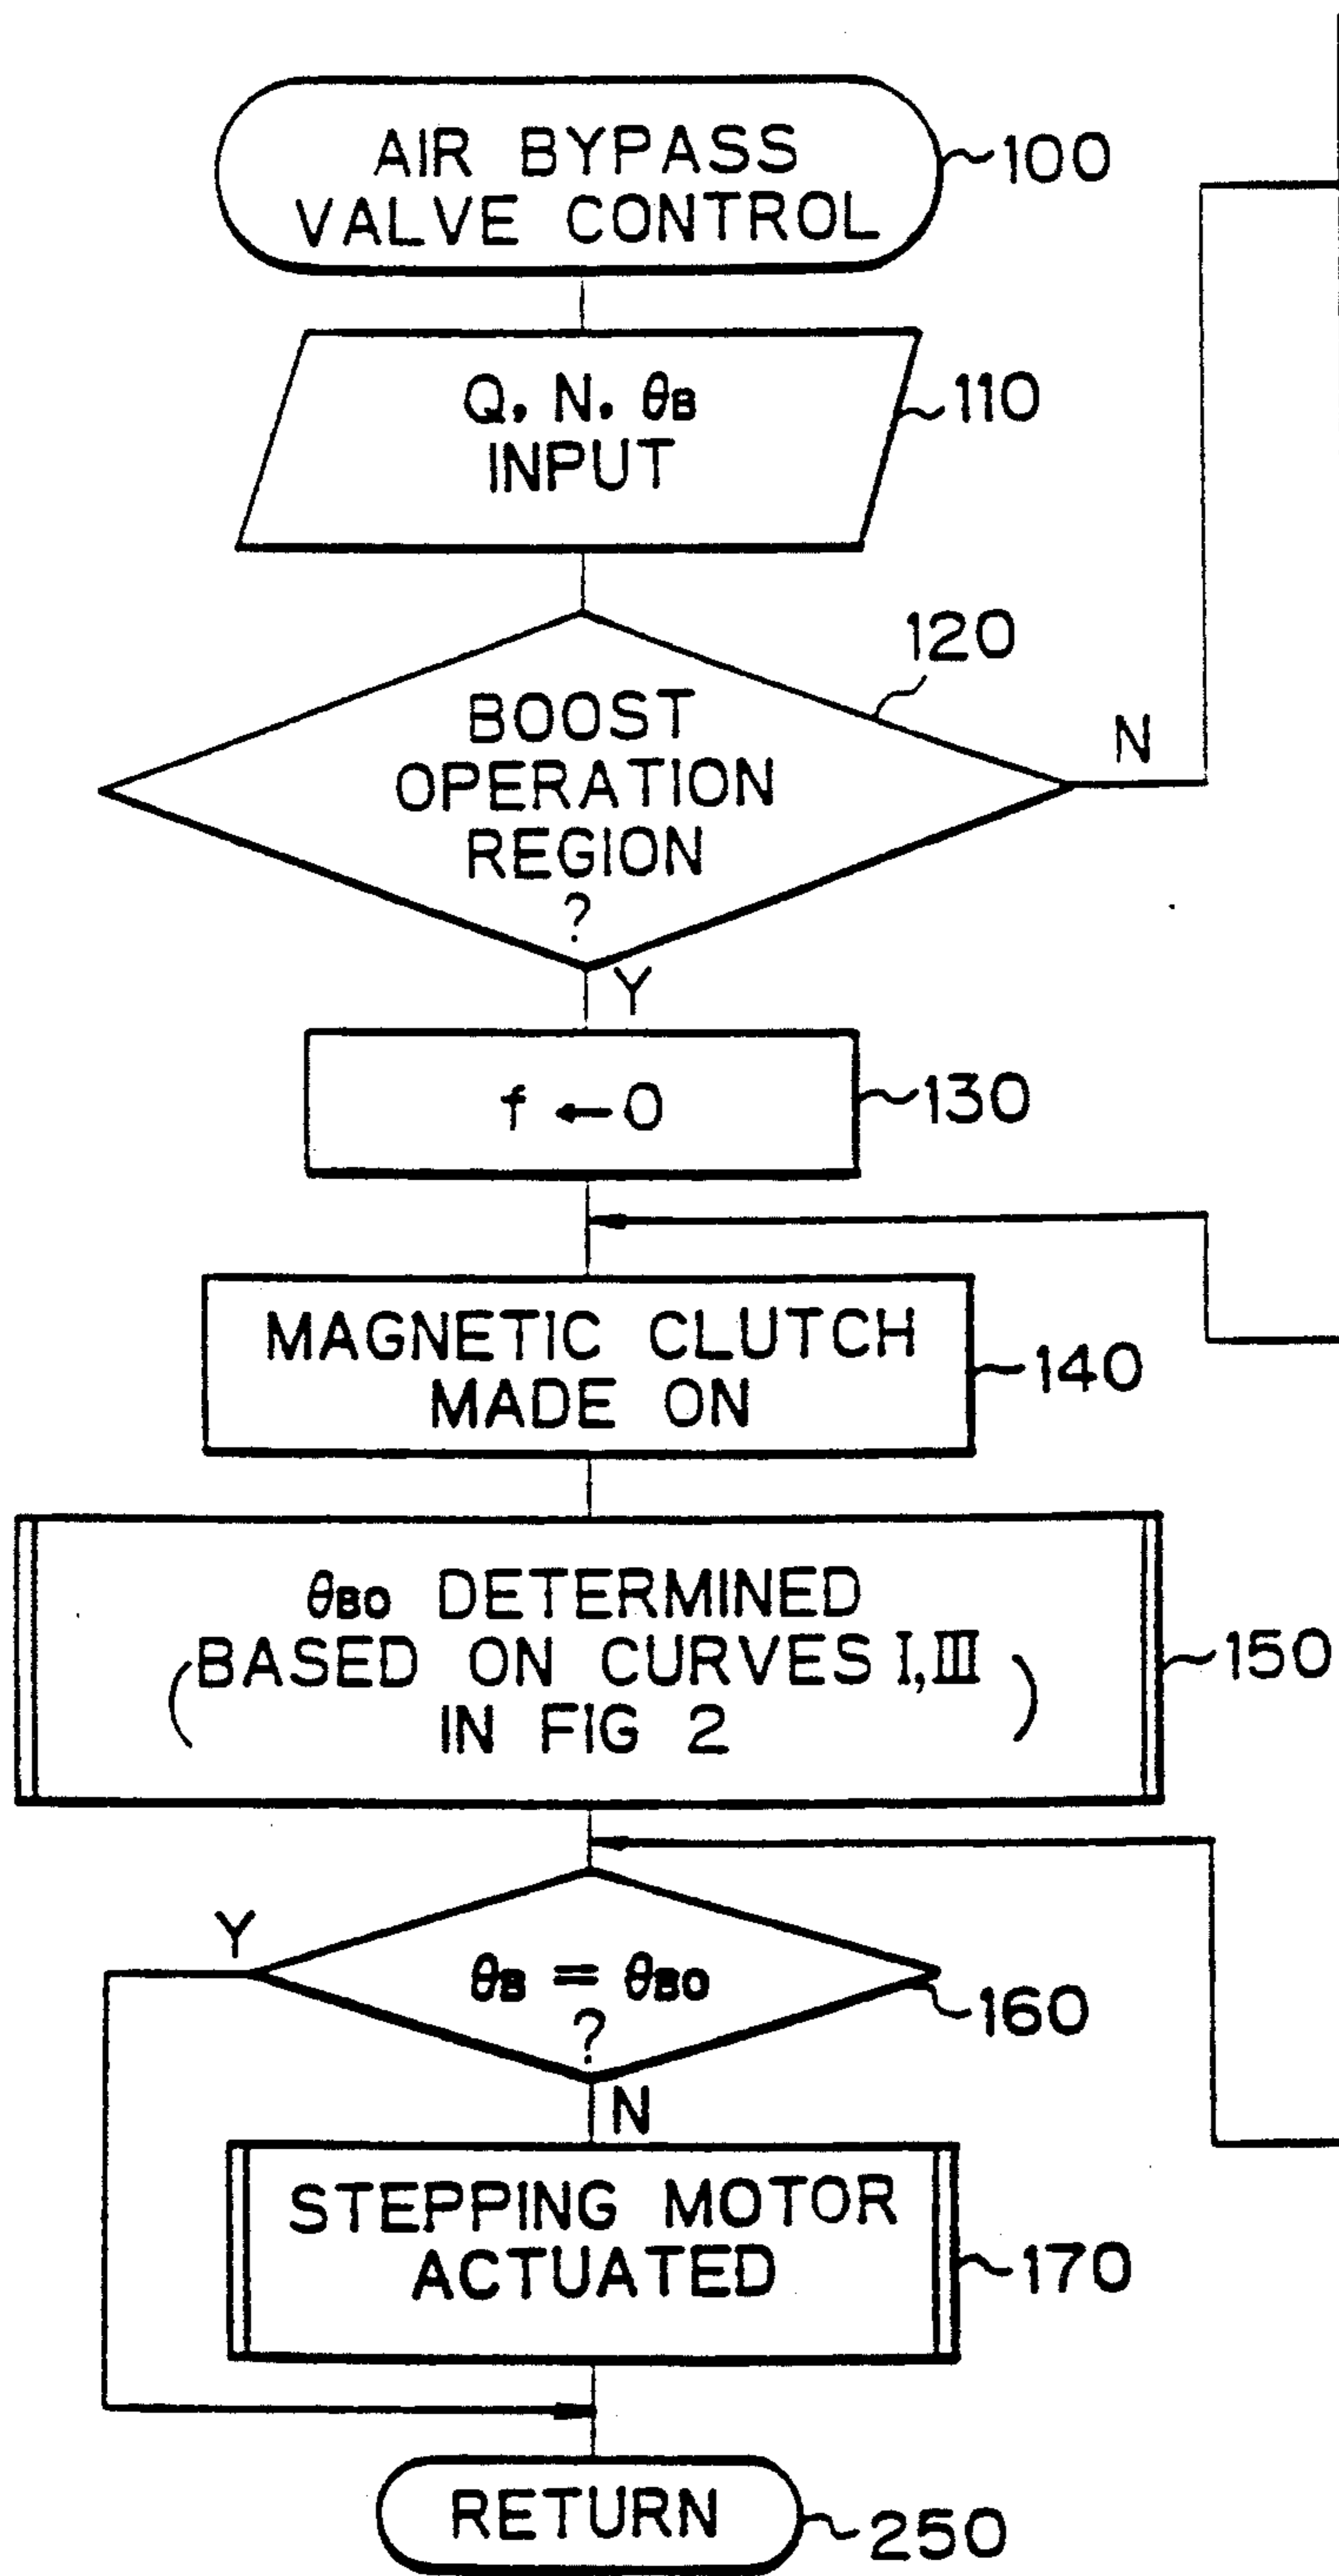 AIR BYPASS
VALVE CONTROL
100
Q, N, θB
INPUT
110
120
BOOST
OPERATION
REGION
?
N
Y
f ← 0
130
MAGNETIC CLUTCH
MADE ON
140
θBO DETERMINED
(BASED ON CURVES I, III
IN FIG 2)
150
Y
θB = θBO
?
160
N
STEPPING MOTOR
ACTUATED
170
RETURN
250